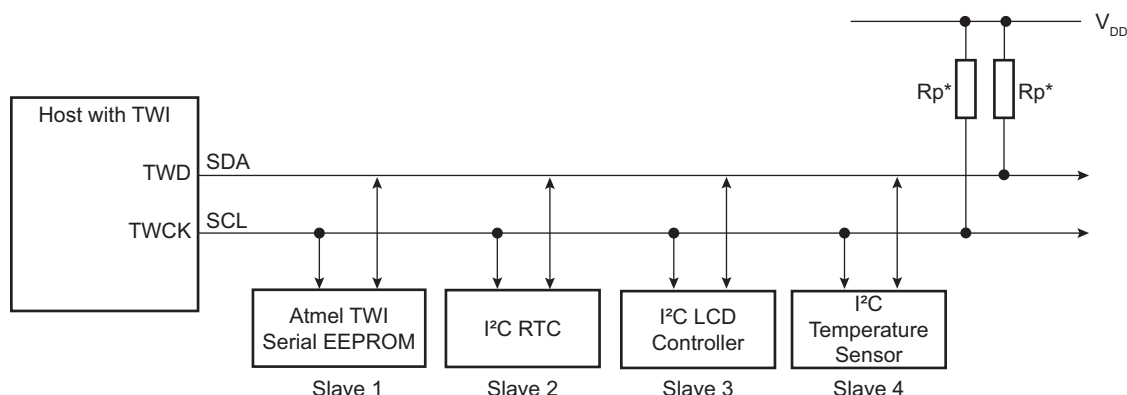 V_DD
Rp* Rp*
Host with TWI
TWD SDA
TWCK SCL
Atmel TWI
Serial EEPROM
I²C RTC
I²C LCD
Controller
I²C
Temperature
Sensor
Slave 1 Slave 2 Slave 3 Slave 4